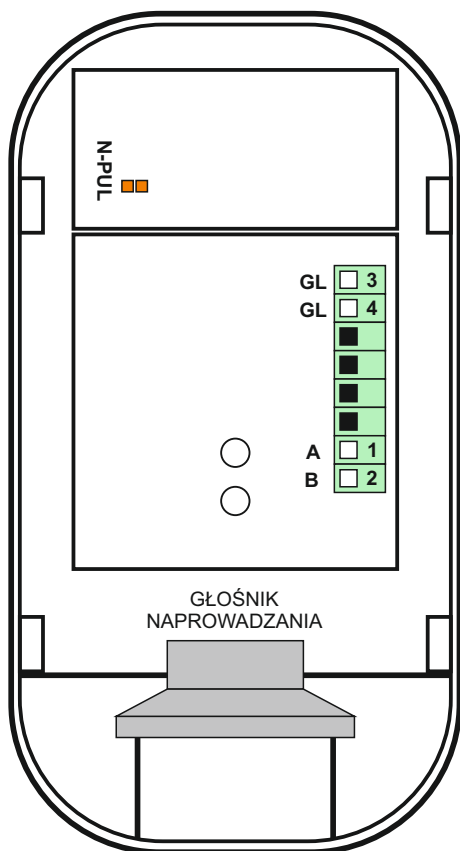 N-PUL
GL 3
GL 4
A 1
B 2
GŁOŚNIK
NAPROWADZANIA